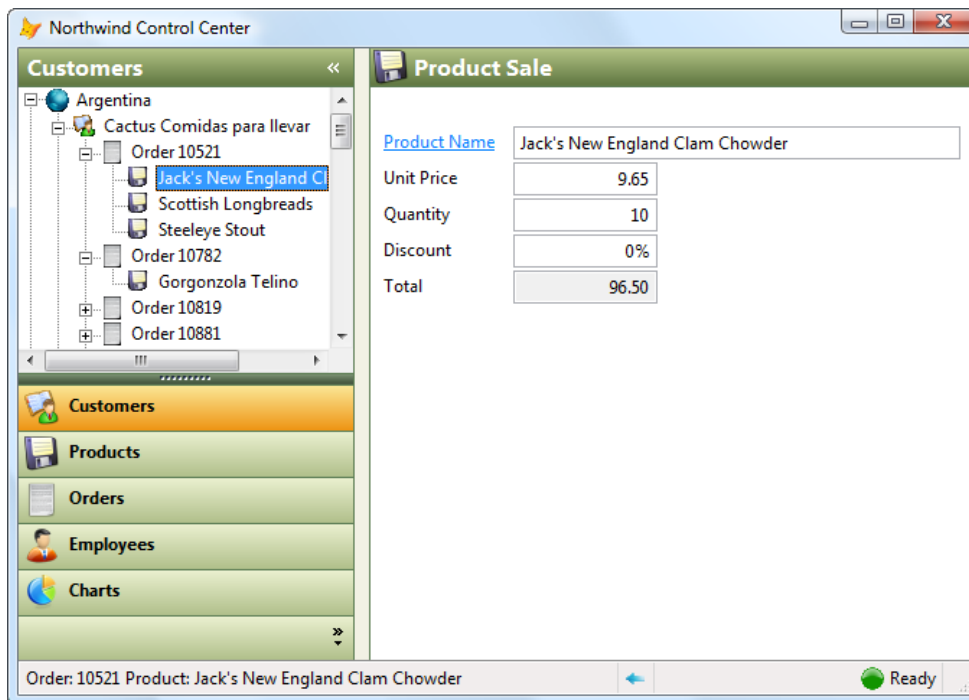 Northwind Control Center
Customers «
Argentina
Cactus Comidas para llevar
Order 10521
Jack's New England Cl
Scottish Longbreads
Steeleye Stout
Order 10782
Gorgonzola Telino
Order 10819
Order 10881
Customers
Products
Orders
Employees
Charts
»
Product Sale
Product Name Jack's New England Clam Chowder
Unit Price 9.65
Quantity 10
Discount 0%
Total 96.50
Order: 10521 Product: Jack's New England Clam Chowder Ready